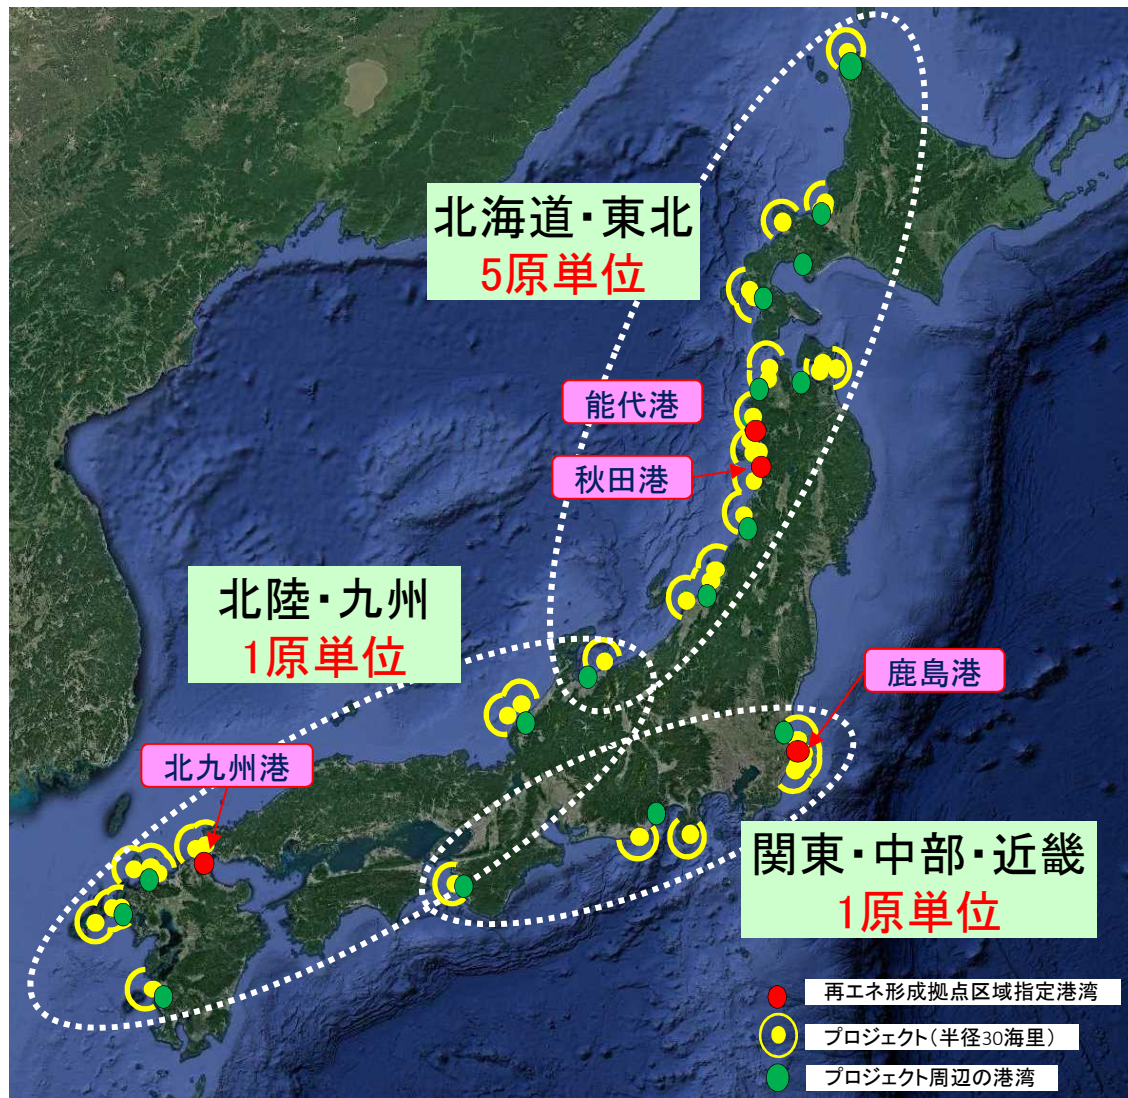 北海道・東北
5原単位
能代港
秋田港
北陸・九州
1原単位
鹿島港
北九州港
関東・中部・近畿
1原単位
再エネ形成拠点区域指定港湾
プロジェクト(半径30海里)
プロジェクト周辺の港湾